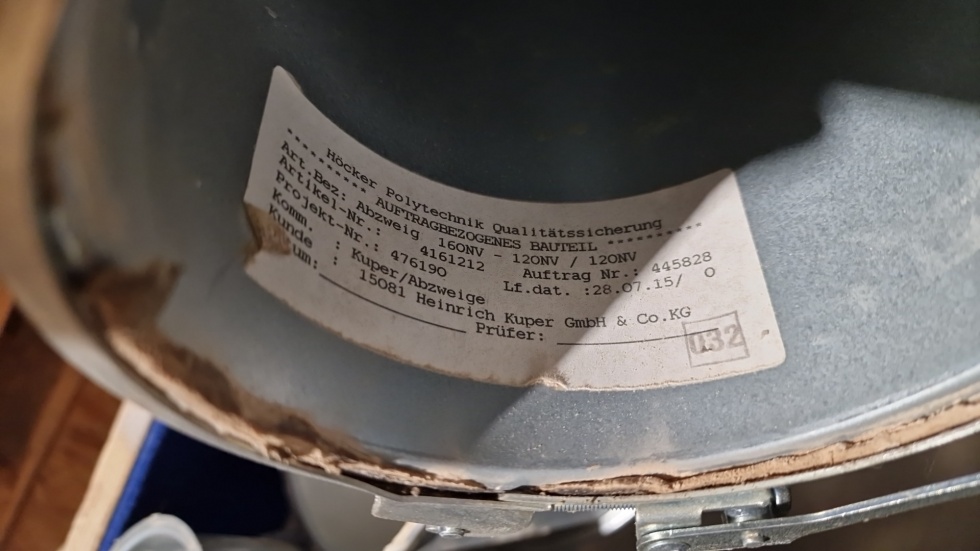 Höcker Polytechnik Qualitätssicherung
********** AUFTRAGBEZOGENES BAUTEIL **********
Art.Bez: Abzweig 160NV - 120NV / 120NV
Artikel-Nr.: 4161212 Auftrag Nr.: 445828
Projekt-Nr.: 476190 Lf.dat. :28.07.15/ 0
Komm. : Kuper/Abzweige
Kunde : 15081 Heinrich Kuper GmbH & Co.KG
um: Prüfer:
032